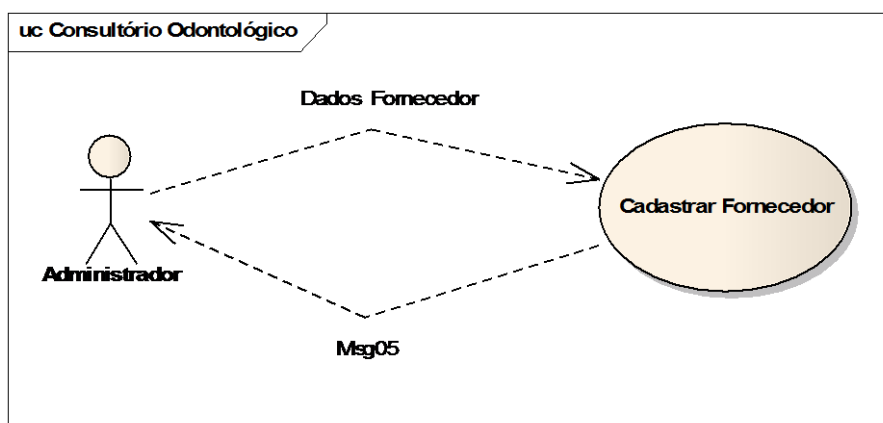 uc Consultório Odontológico
Dados Fornecedor
Cadastrar Fornecedor
Administrador
Msg05